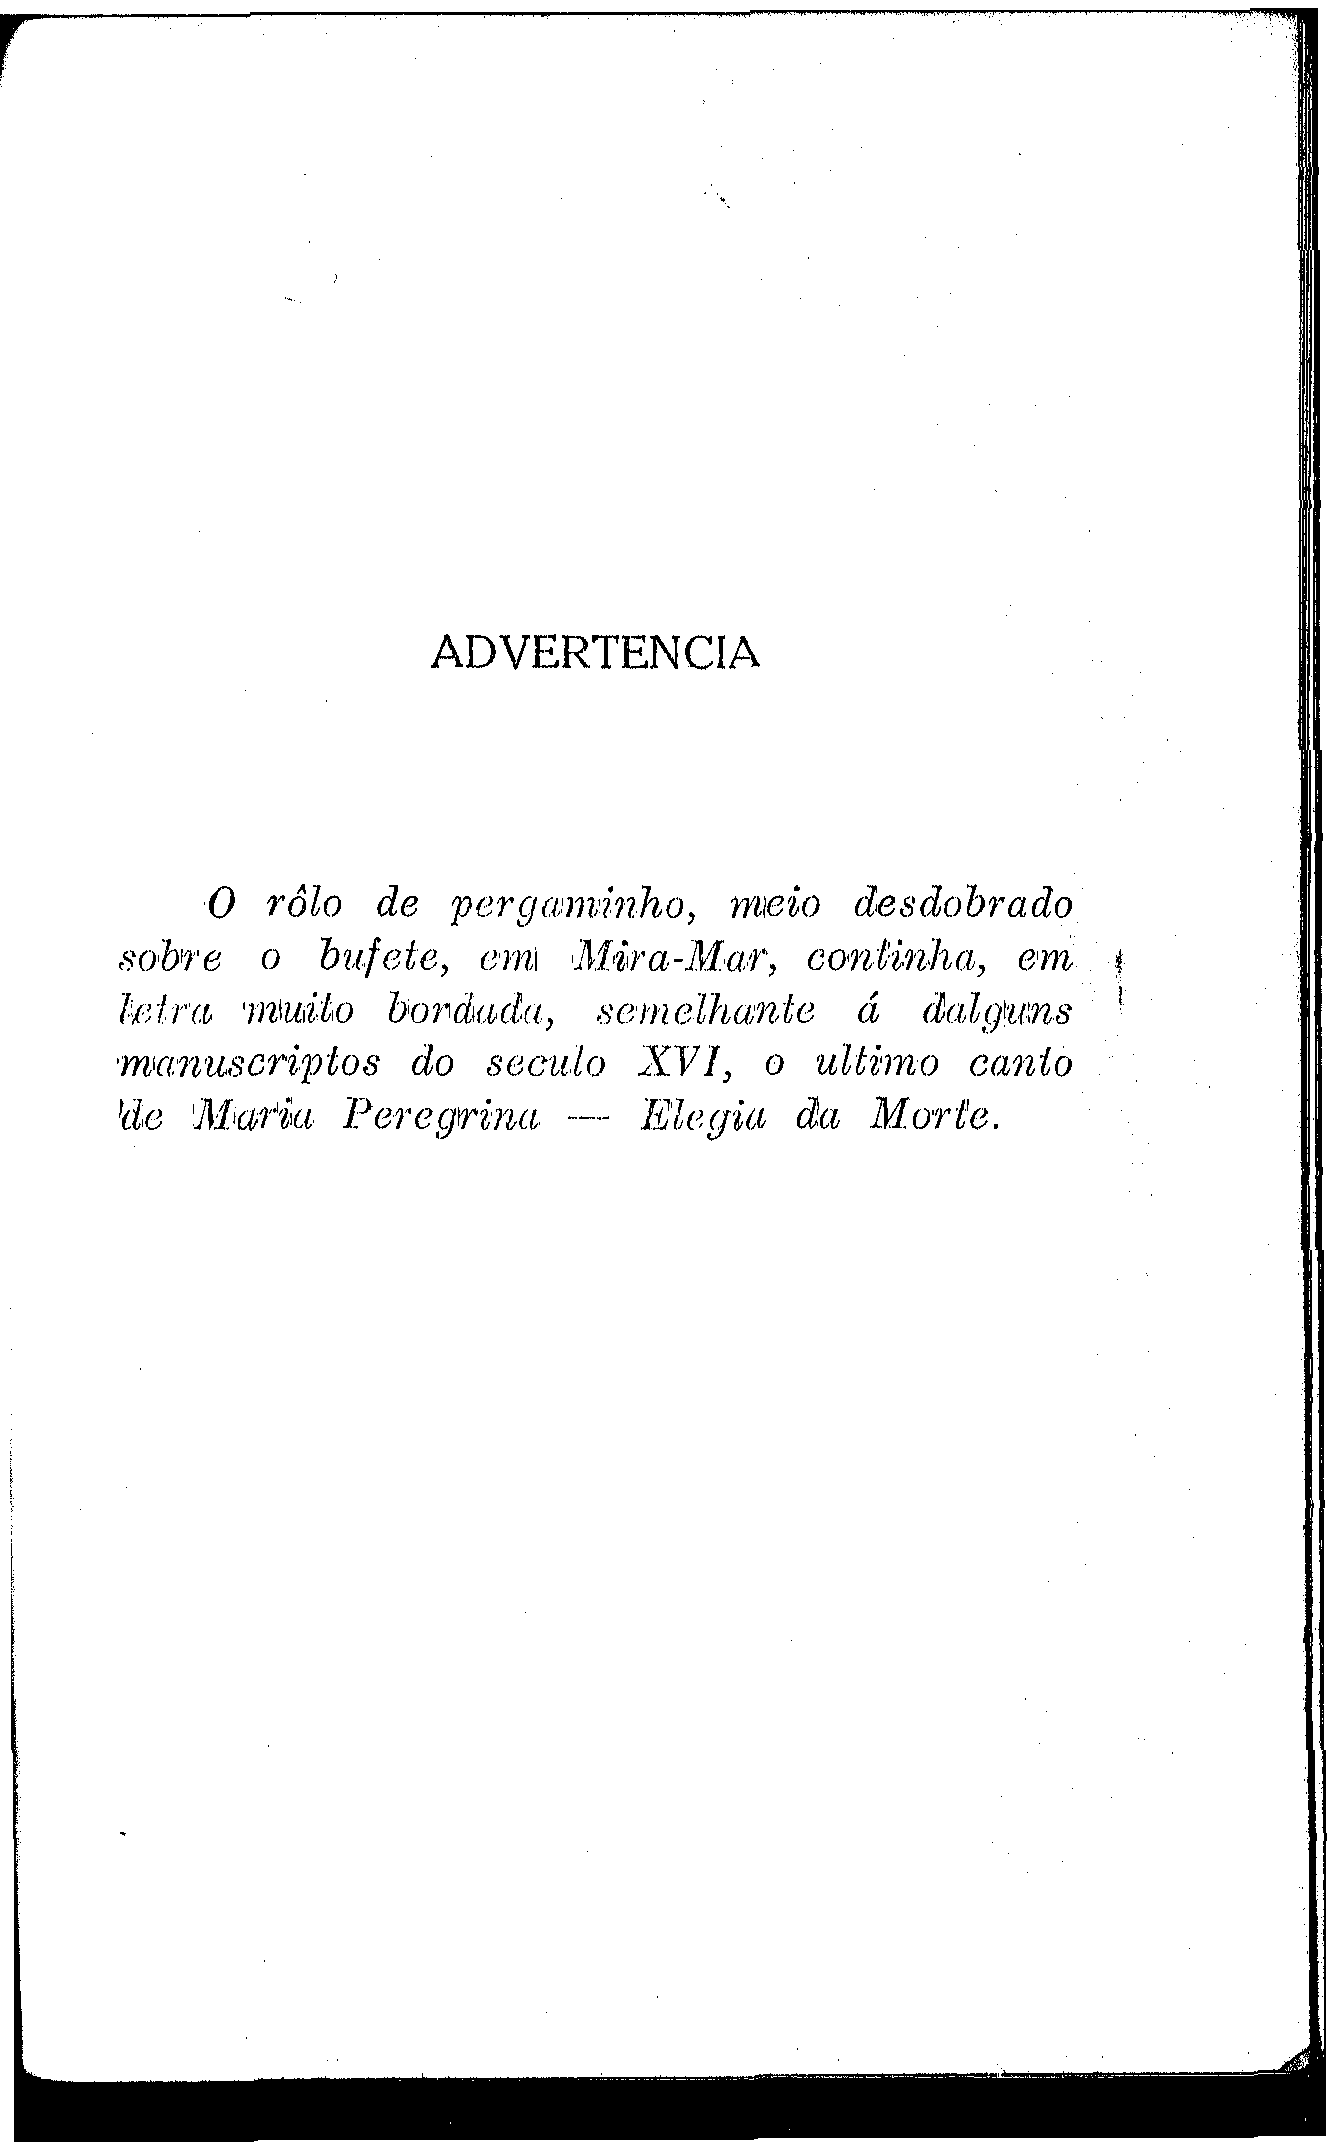 ADVERTENCIA
O rôlo de pergaminho, meio desdobrado
sobre o bufete, em Mira-Mar, continha, em
letra muito bordada, semelhante á dalguns
manuscriptos do seculo XVI, o ultimo canto
de Maria Peregrina — Elegia da Morte.